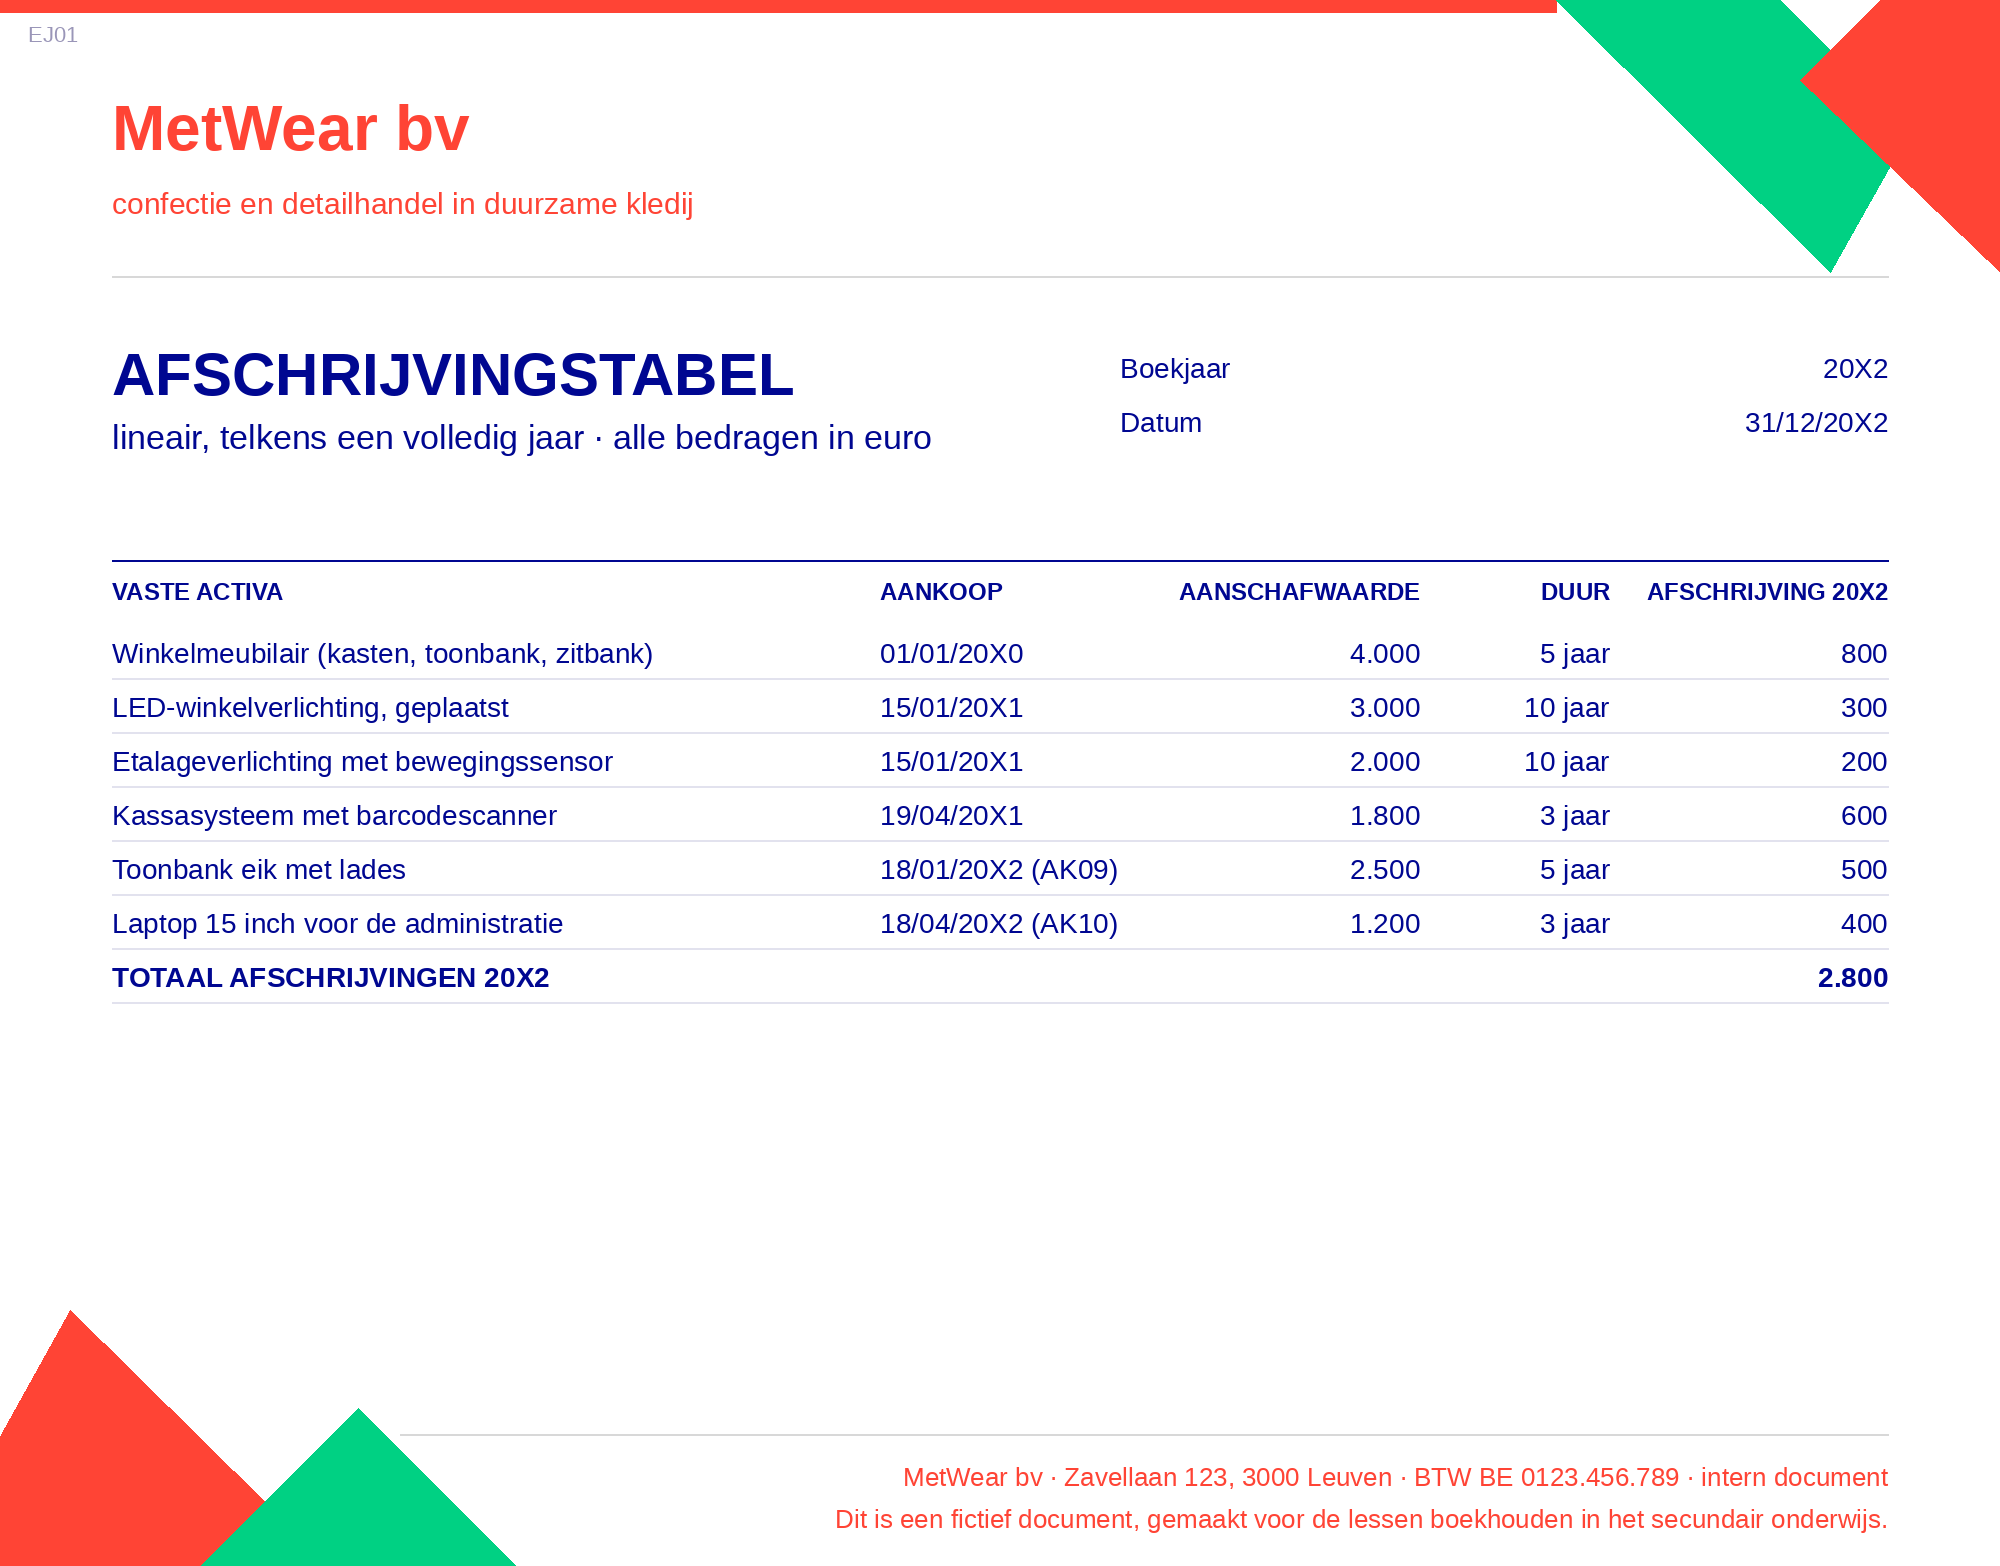 EJ01
MetWear bv
confectie en detailhandel in duurzame kledij
AFSCHRIJVINGSTABEL
lineair, telkens een volledig jaar · alle bedragen in euro
Boekjaar 20X2
Datum 31/12/20X2
VASTE ACTIVA AANKOOP AANSCHAFWAARDE DUUR AFSCHRIJVING 20X2
Winkelmeubilair (kasten, toonbank, zitbank) 01/01/20X0 4.000 5 jaar 800
LED-winkelverlichting, geplaatst 15/01/20X1 3.000 10 jaar 300
Etalageverlichting met bewegingssensor 15/01/20X1 2.000 10 jaar 200
Kassasysteem met barcodescanner 19/04/20X1 1.800 3 jaar 600
Toonbank eik met lades 18/01/20X2 (AK09) 2.500 5 jaar 500
Laptop 15 inch voor de administratie 18/04/20X2 (AK10) 1.200 3 jaar 400
TOTAAL AFSCHRIJVINGEN 20X2 2.800
MetWear bv · Zavellaan 123, 3000 Leuven · BTW BE 0123.456.789 · intern document
Dit is een fictief document, gemaakt voor de lessen boekhouden in het secundair onderwijs.